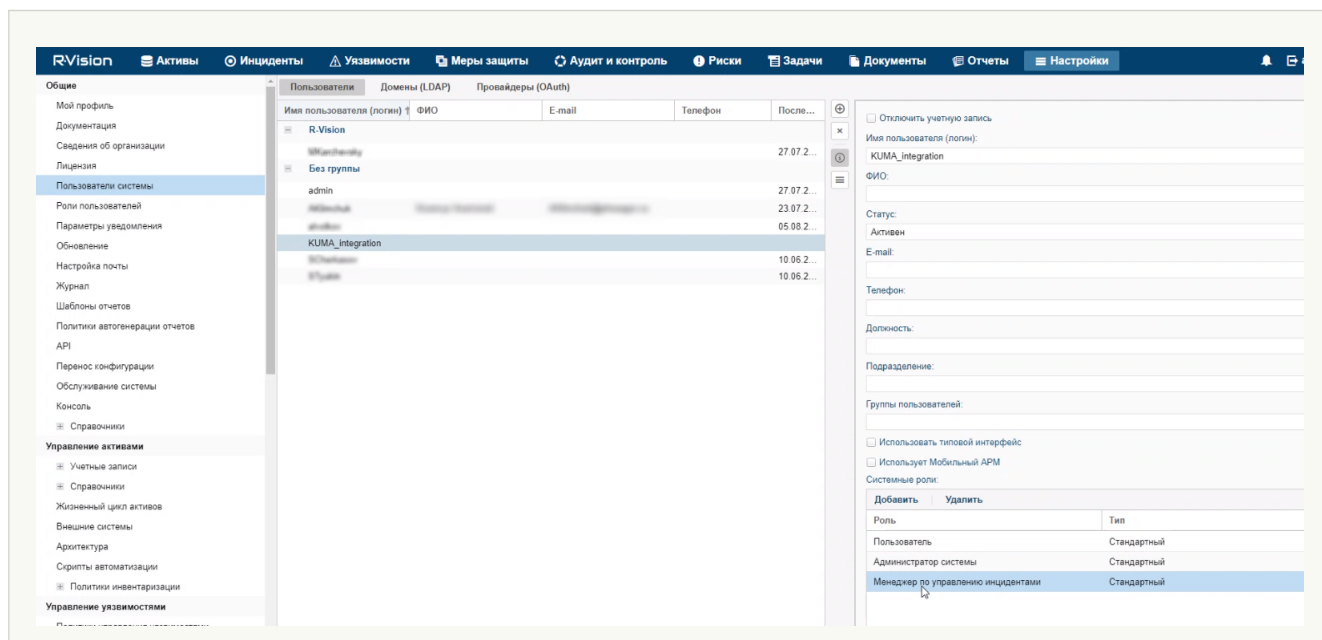 R·Vision Активы Инциденты Уязвимости Меры защиты Аудит и контроль Риски Задачи Документы Отчеты Настройки
Общие
Мой профиль
Документация
Сведения об организации
Лицензия
Пользователи системы
Роли пользователей
Параметры уведомления
Обновление
Настройка почты
Журнал
Шаблоны отчетов
Политики автогенерации отчетов
API
Перенос конфигурации
Обслуживание системы
Консоль
Справочники
Управление активами
Учетные записи
Справочники
Жизненный цикл активов
Внешние системы
Архитектура
Скрипты автоматизации
Политики инвентаризации
Управление уязвимостями
Пользователи Домены (LDAP) Провайдеры (OAuth)
Имя пользователя (логин) ↑ ФИО E-mail Телефон После...
R-Vision
27.07.2...
Без группы
admin 27.07.2...
23.07.2...
05.08.2...
KUMA_integration
10.06.2...
10.06.2...
Отключить учетную запись
Имя пользователя (логин):
KUMA_integration
ФИО:
Статус:
Активен
E-mail:
Телефон:
Должность:
Подразделение:
Группы пользователей:
Использовать типовой интерфейс
Использует Мобильный АРМ
Системные роли:
Добавить Удалить
Роль Тип
Пользователь Стандартный
Администратор системы Стандартный
Менеджер по управлению инцидентами Стандартный